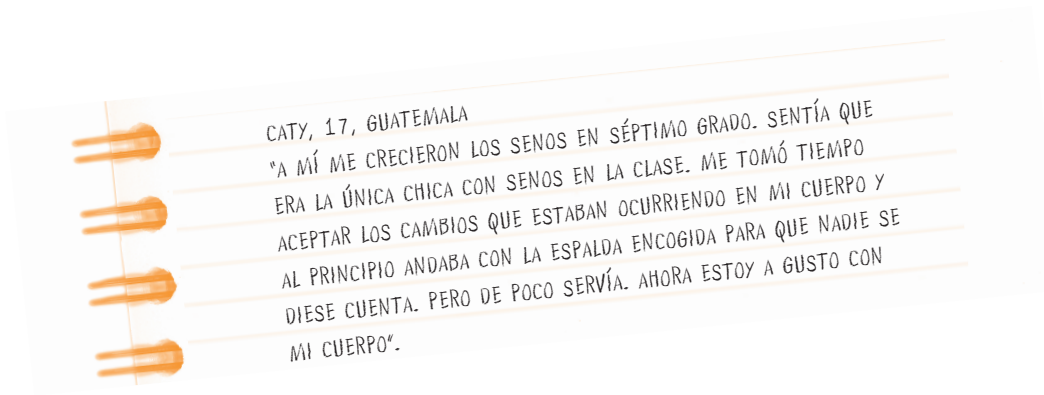 CATY, 17, GUATEMALA
"A MÍ ME CRECIERON LOS SENOS EN SÉPTIMO GRADO. SENTÍA QUE
ERA LA ÚNICA CHICA CON SENOS EN LA CLASE. ME TOMÓ TIEMPO
ACEPTAR LOS CAMBIOS QUE ESTABAN OCURRIENDO EN MI CUERPO Y
AL PRINCIPIO ANDABA CON LA ESPALDA ENCOGIDA PARA QUE NADIE SE
DIESE CUENTA. PERO DE POCO SERVÍA. AHORA ESTOY A GUSTO CON
MI CUERPO".